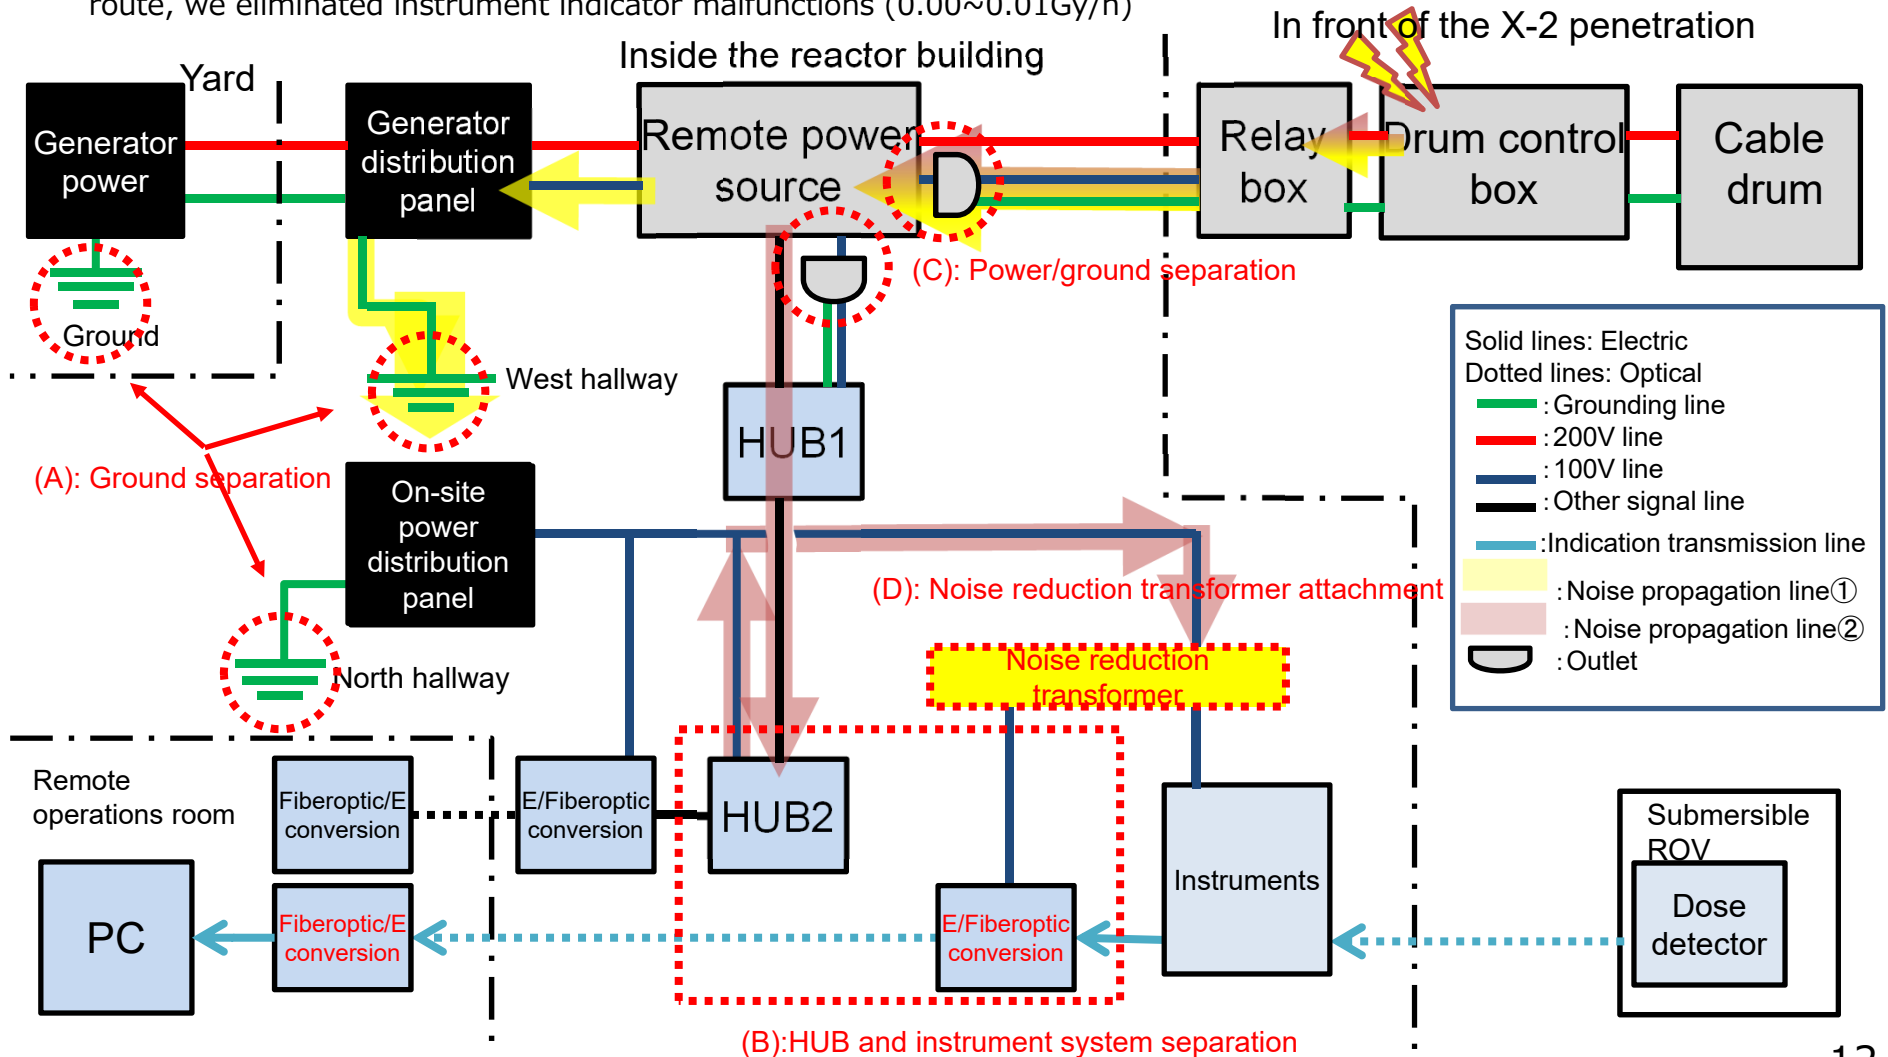 route, we eliminated instrument indicator malfunctions (0.00~0.01Gy/h)
In front of the X-2 penetration
Inside the reactor building
Yard
Generator
power
Generator
distribution
panel
Remote power
source
Relay
box
Drum control
box
Cable
drum
(C): Power/ground separation
Ground
West hallway
Solid lines: Electric
Dotted lines: Optical
: Grounding line
: 200V line
: 100V line
: Other signal line
:Indication transmission line
: Noise propagation line①
: Noise propagation line②
: Outlet
HUB1
(A): Ground separation
On-site
power
distribution
panel
(D): Noise reduction transformer attachment
Noise reduction
transformer
North hallway
Remote
operations room
Fiberoptic/E
conversion
E/Fiberoptic
conversion
HUB2
Instruments
Submersible
ROV
Dose
detector
PC
Fiberoptic/E
conversion
E/Fiberoptic
conversion
(B):HUB and instrument system separation